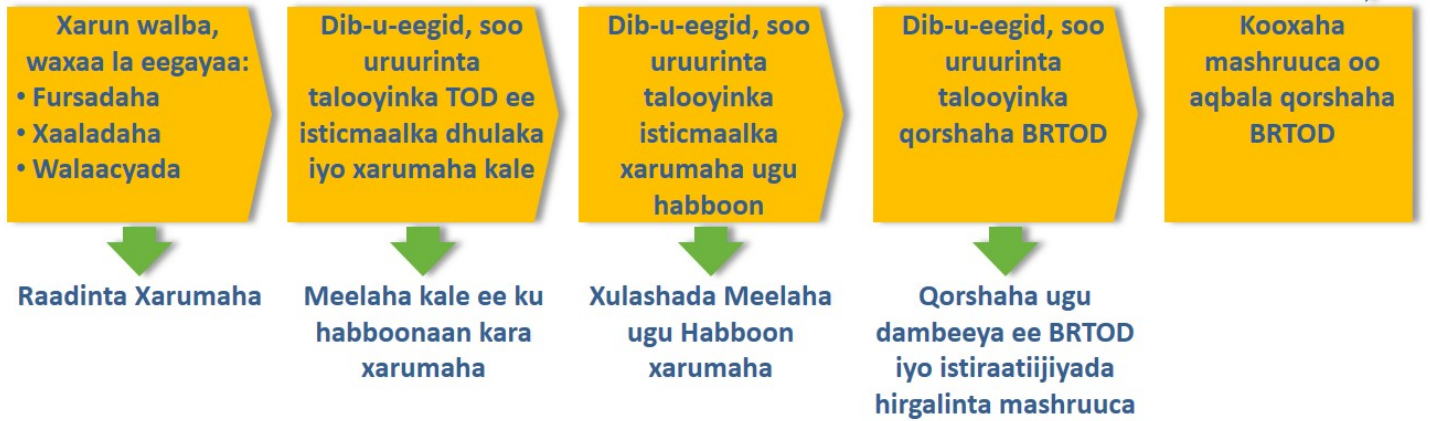 Xarun walba,
waxaa la eegayaa:
• Fursadaha
• Xaaladaha
• Walaacyada
Dib-u-eegid, soo
uruurinta
talooyinka TOD ee
isticmaalka dhulaka
iyo xarumaha kale
Dib-u-eegid, soo
uruurinta
talooyinka
isticmaalka
xarumaha ugu
habboon
Dib-u-eegid, soo
uruurinta
talooyinka
qorshaha BRTOD
Kooxaha
mashruuca oo
aqbala qorshaha
BRTOD
Raadinta Xarumaha
Meelaha kale ee ku
habboonaan kara
xarumaha
Xulashada Meelaha
ugu Habboon
xarumaha
Qorshaha ugu
dambeeya ee BRTOD
iyo istiraatiijiyada
hirgalinta mashruuca